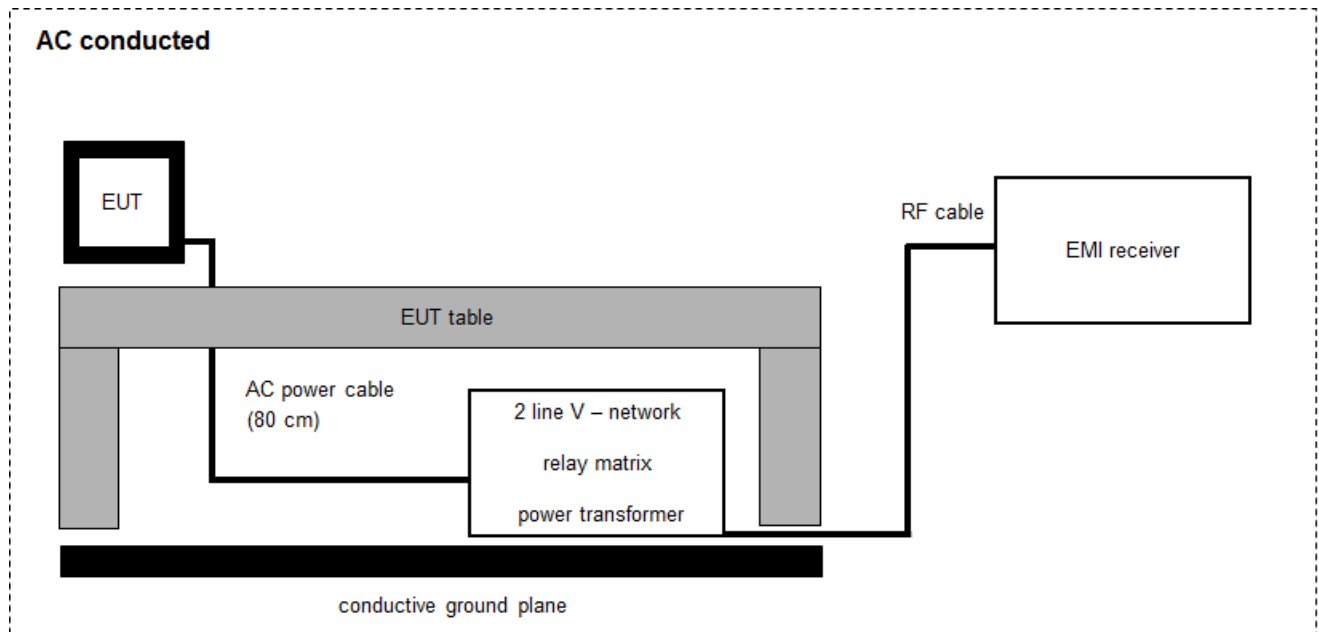 AC conducted
EUT
RF cable
EMI receiver
EUT table
AC power cable
(80 cm)
2 line V – network
relay matrix
power transformer
conductive ground plane